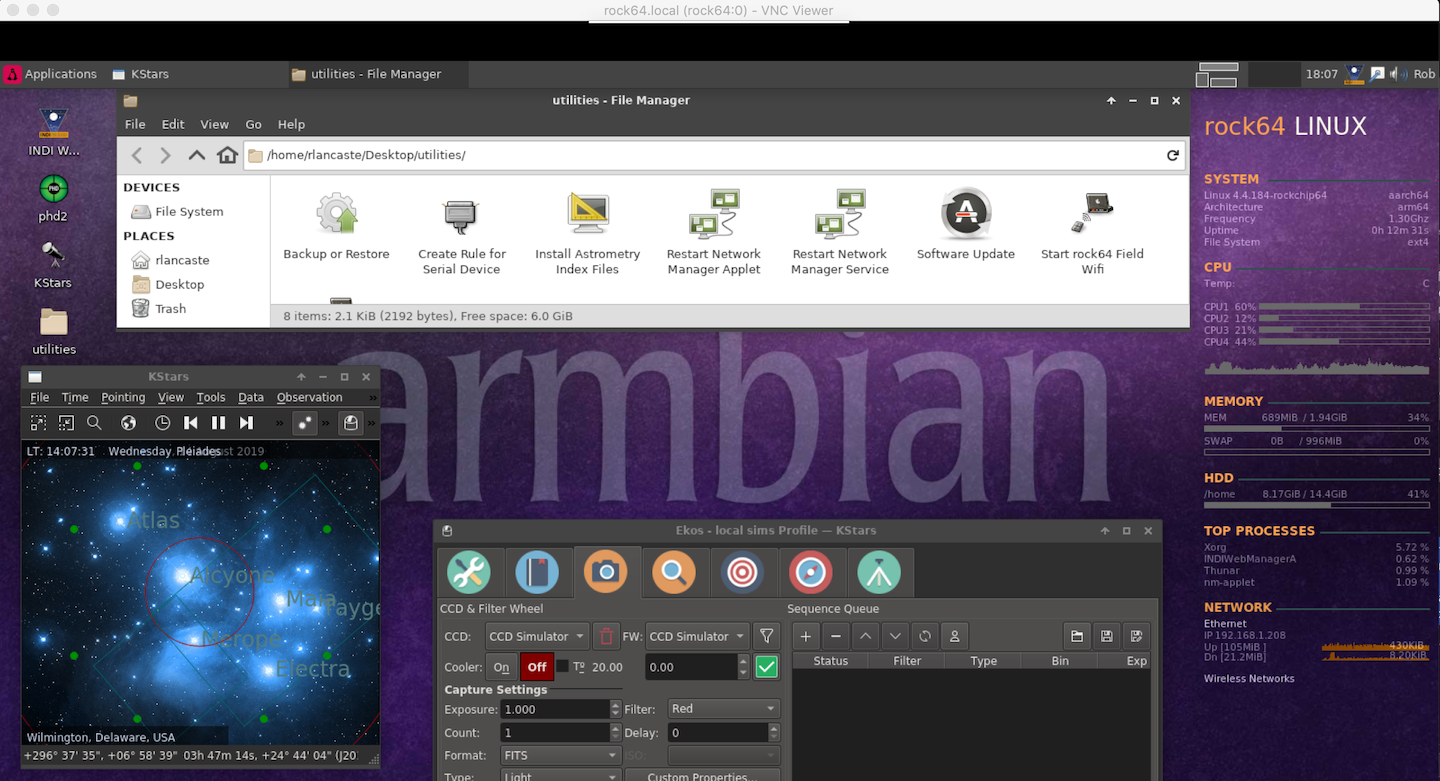 rock64.local (rock64:0) - VNC Viewer
Applications KStars utilities - File Manager 18:07 Rob
INDI W...
phd2
KStars
utilities
utilities - File Manager
File Edit View Go Help
/home/rlancaste/Desktop/utilities/
DEVICES
File System
PLACES
rlancaste
Desktop
Trash
Backup or Restore
Create Rule for
Serial Device
Install Astrometry
Index Files
Restart Network
Manager Applet
Restart Network
Manager Service
Software Update
Start rock64 Field
Wifi
8 items: 2.1 KiB (2192 bytes), Free space: 6.0 GiB
armbian
KStars
File Time Pointing View Tools Data Observation »
» » »
LT: 14:07:31 Wednesday Pleiades August 2019
Atlas
Alcyone
Maia Tayge
Merope
Electra
Wilmington, Delaware, USA
+296° 37' 35", +06° 58' 39" 03h 47m 14s, +24° 44' 04" (J20
Ekos - local sims Profile — KStars
CCD & Filter Wheel
CCD: CCD Simulator FW: CCD Simulator
Cooler: On Off Tº 20.00 0.00
Capture Settings
Exposure: 1.000 Filter: Red
Count: 1 Delay: 0
Format: FITS ISO:
Type: Light Custom Properties...
Sequence Queue
Status Filter Type Bin Exp
rock64 LINUX
SYSTEM
Linux 4.4.184-rockchip64 aarch64
Architecture arm64
Frequency 1.30Ghz
Uptime 0h 12m 31s
File System ext4
CPU
Temp: C
CPU1 60%
CPU2 12%
CPU3 21%
CPU4 44%
MEMORY
MEM 689MiB / 1.94GiB 34%
SWAP 0B / 996MiB 0%
HDD
/home 8.17GiB / 14.4GiB 41%
TOP PROCESSES
Xorg 5.72 %
INDIWebManagerA 0.62 %
Thunar 0.99 %
nm-applet 1.09 %
NETWORK
Ethernet
IP 192.168.1.208
Up [105MiB ] 430KiB
Dn [21.2MiB] 8.20KiB
Wireless Networks